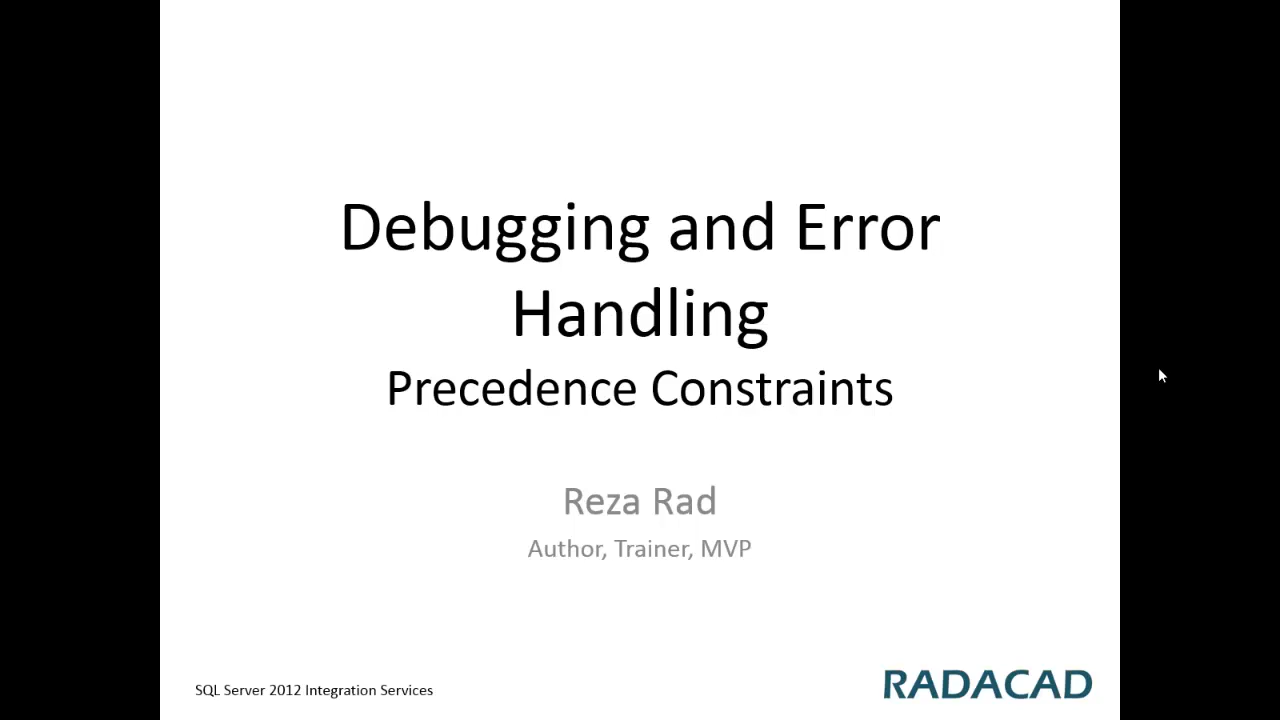 Debugging and Error
Handling
Precedence Constraints
Reza Rad
Author, Trainer, MVP
SQL Server 2012 Integration Services
RADACAD